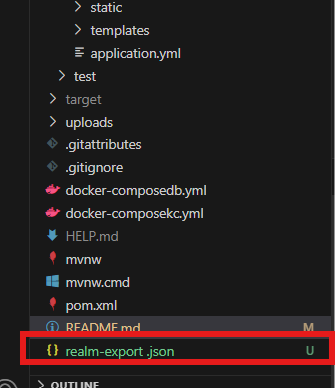 static
templates
application.yml
test
target
uploads
.gitattributes
.gitignore
docker-composedb.yml
docker-composekc.yml
HELP.md
mvnw
mvnw.cmd
pom.xml
README.md M
{} realm-export .json U
OUTLINE